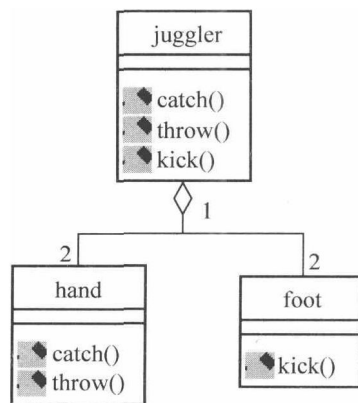 juggler
catch()
throw()
kick()
1
2
2
hand
foot
catch()
throw()
kick()